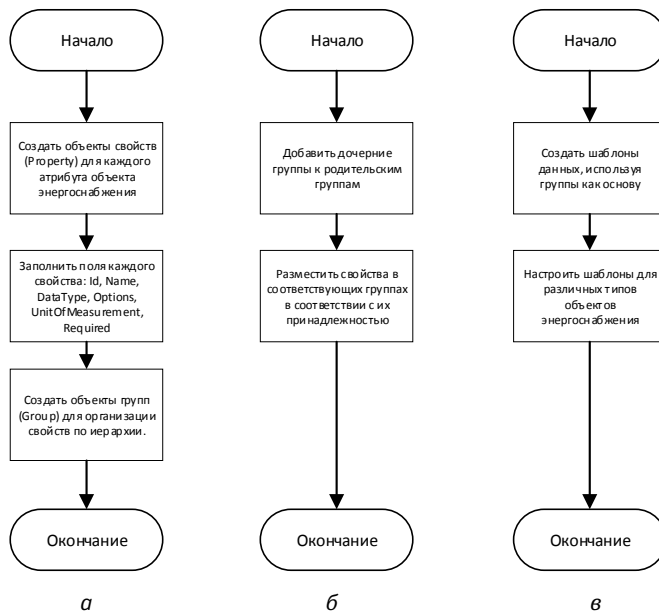 Начало
Создать объекты свойств
(Property) для каждого
атрибута объекта
энергоснабжения
Заполнить поля каждого
свойства: Id, Name,
DataType, Options,
UnitOfMeasurement,
Required
Создать объекты групп
(Group) для организации
свойств по иерархии.
Окончание
а
Начало
Добавить дочерние
группы к родительским
группам
Разместить свойства в
соответствующих группах
в соответствии с их
принадлежностью
Окончание
б
Начало
Создать шаблоны
данных, используя
группы как основу
Настроить шаблоны для
различных типов
объектов
энергоснабжения
Окончание
в